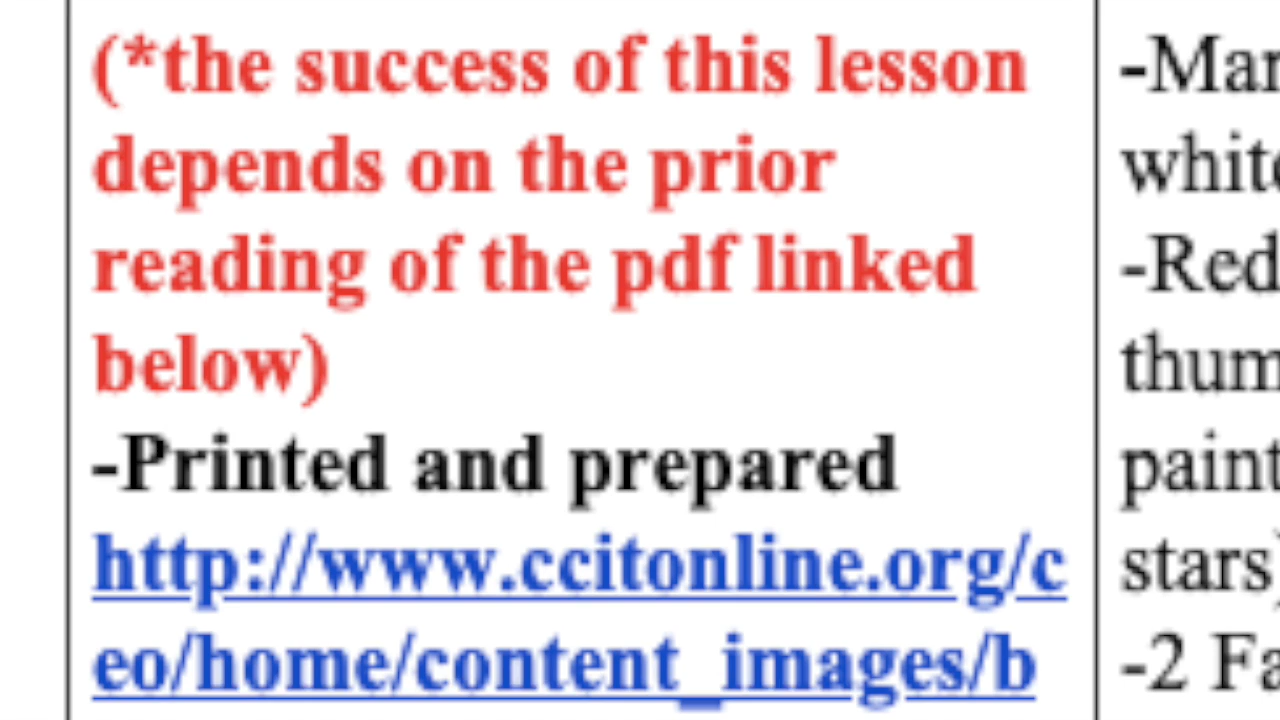 (*the success of this lesson
depends on the prior
reading of the pdf linked
below)
-Printed and prepared
http://www.ccitonline.org/c
eo/home/content_images/b
-Mar
white
-Red
thum
paint
stars)
-2 Fa